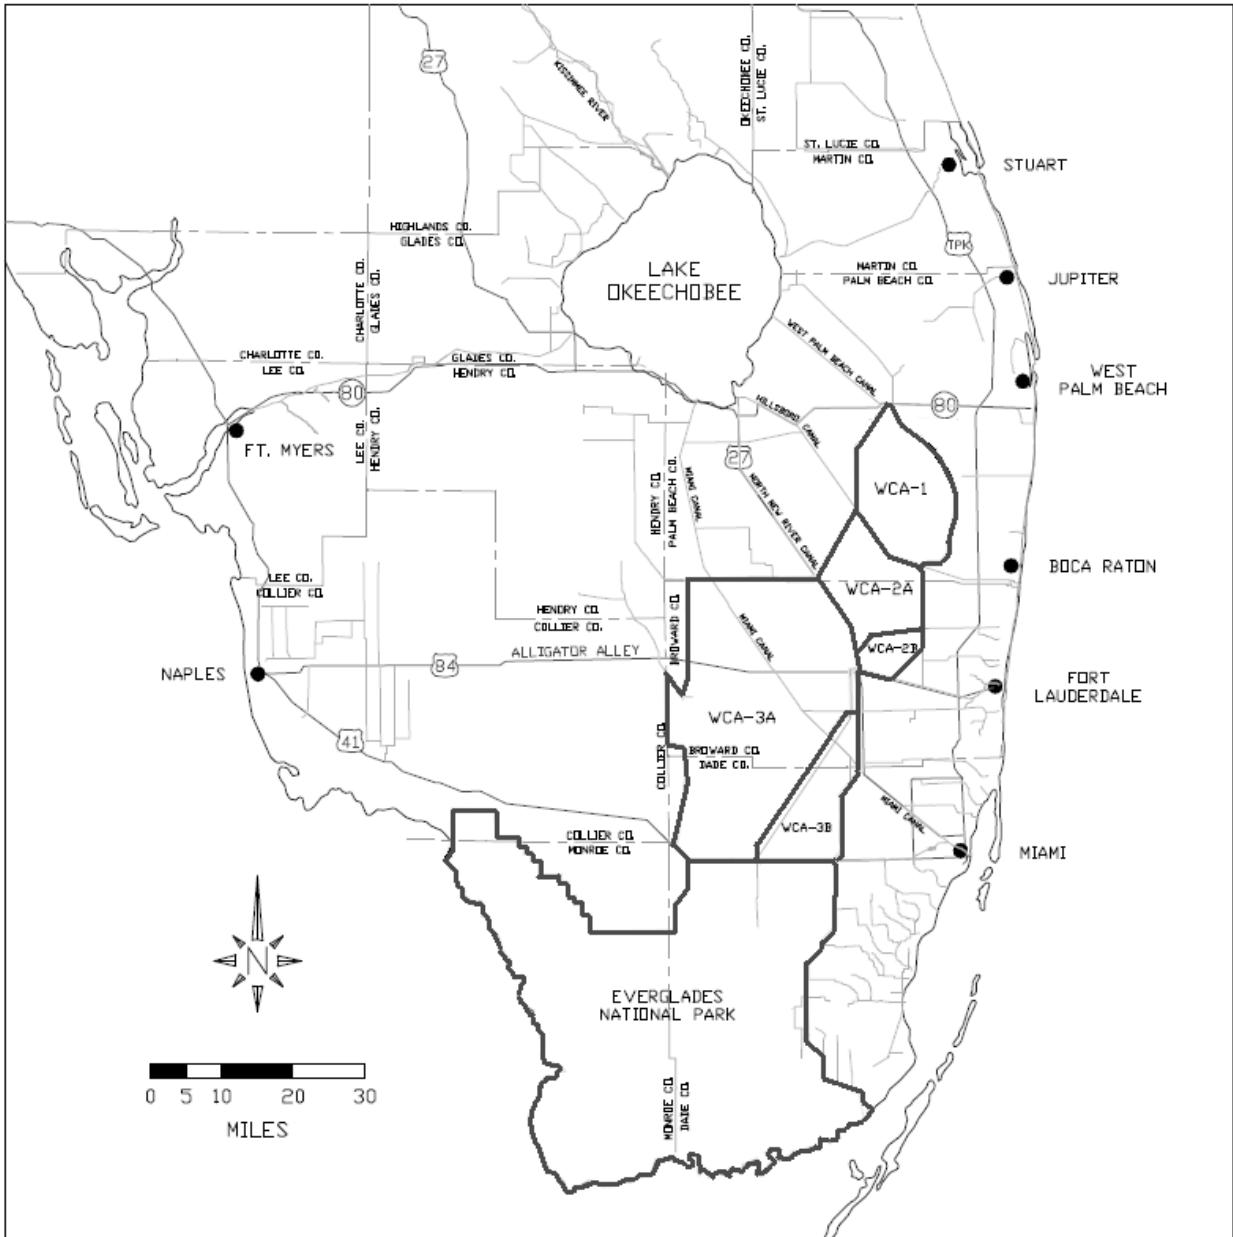 27
KISSIMMEE RIVER
OKEECHOBEE CO.
ST. LUCIE CO.
ST. LUCIE CO.
MARTIN CO.
STUART
HIGHLANDS CO.
GLADES CO.
TPK
LAKE
OKEECHOBEE
MARTIN CO.
PALM BEACH CO.
JUPITER
CHARLOTTE CO.
GLADES CO.
WEST PALM BEACH CANAL
CHARLOTTE CO.
LEE CO.
GLADES CO.
HENDRY CO.
WEST
PALM BEACH
80
80
HILLSBORO CANAL
FT. MYERS
LEE CO.
HENDRY CO.
27
HENDRY CO.
PALM BEACH CO.
MIAMI CANAL
NORTH NEW RIVER CANAL
WCA-1
BOCA RATON
LEE CO.
COLLIER CO.
WCA-2A
HENDRY CO.
COLLIER CO.
BROWARD CO.
MIAMI CANAL
WCA-2B
ALLIGATOR ALLEY
84
NAPLES
FORT
LAUDERDALE
WCA-3A
41
COLLIER CO.
BROWARD CO.
DADE CO.
MIAMI CANAL
WCA-3B
COLLIER CO.
MONROE CO.
MIAMI
N
EVERGLADES
NATIONAL PARK
MONROE CO.
DADE CO.
0 5 10 20 30
MILES